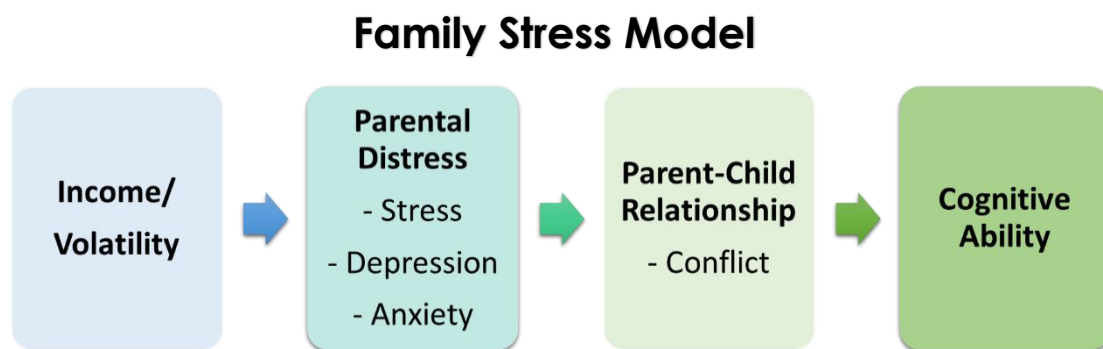 Family Stress Model
Income/
Volatility
Parental
Distress
- Stress
- Depression
- Anxiety
Parent-Child
Relationship
- Conflict
Cognitive
Ability